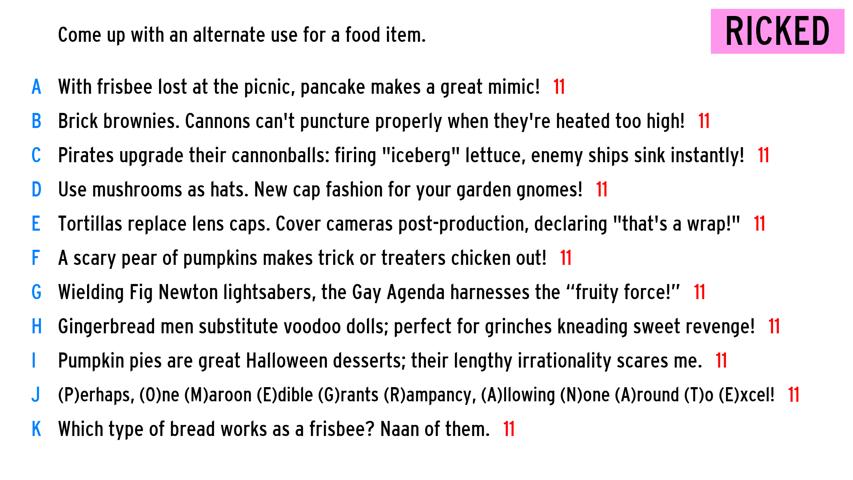 Come up with an alternate use for a food item.
RICKED
A With frisbee lost at the picnic, pancake makes a great mimic! 11
B Brick brownies. Cannons can't puncture properly when they're heated too high! 11
C Pirates upgrade their cannonballs: firing "iceberg" lettuce, enemy ships sink instantly! 11
D Use mushrooms as hats. New cap fashion for your garden gnomes! 11
E Tortillas replace lens caps. Cover cameras post-production, declaring "that's a wrap!" 11
F A scary pear of pumpkins makes trick or treaters chicken out! 11
G Wielding Fig Newton lightsabers, the Gay Agenda harnesses the “fruity force!” 11
H Gingerbread men substitute voodoo dolls; perfect for grinches kneading sweet revenge! 11
I Pumpkin pies are great Halloween desserts; their lengthy irrationality scares me. 11
J (P)erhaps, (O)ne (M)aroon (E)dible (G)rants (R)ampancy, (A)llowing (N)one (A)round (T)o (E)xcel! 11
K Which type of bread works as a frisbee? Naan of them. 11